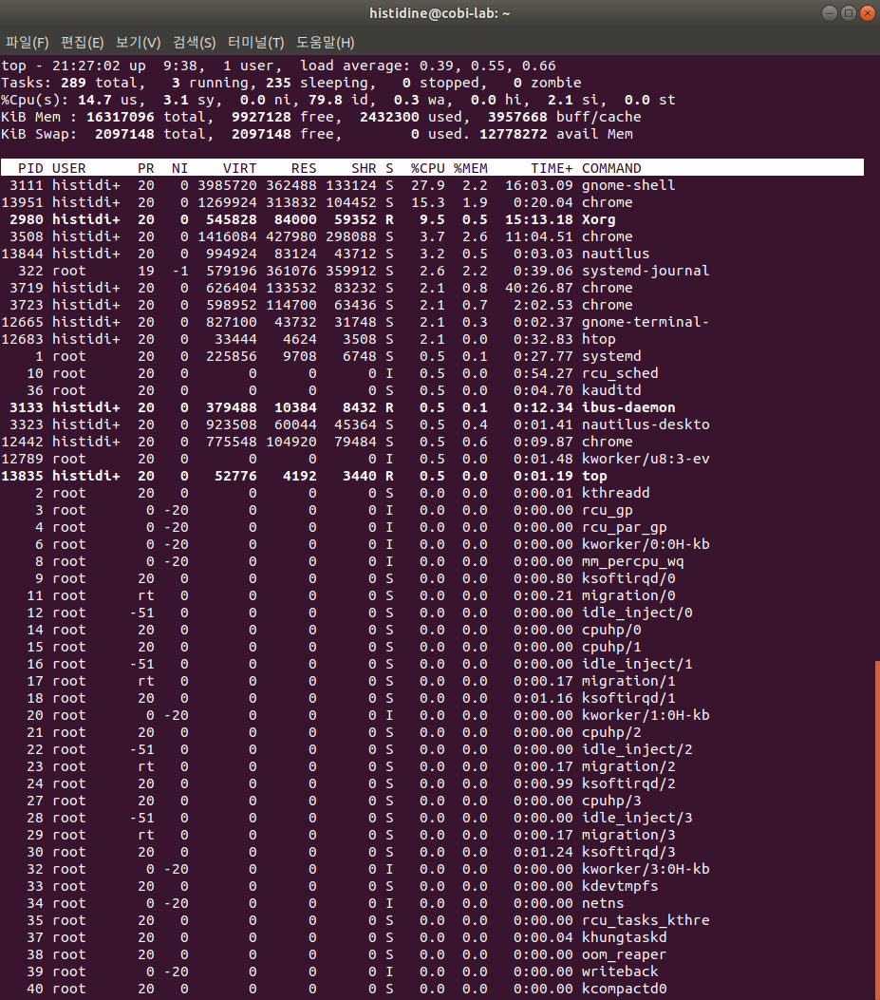 histidine@cobi-lab: ~
파일(F) 편집(E) 보기(V) 검색(S) 터미널(T) 도움말(H)
top - 21:27:02 up  9:38,  1 user,  load average: 0.39, 0.55, 0.66
Tasks: 289 total,   3 running, 235 sleeping,   0 stopped,   0 zombie
%Cpu(s): 14.7 us,  3.1 sy,  0.0 ni, 79.8 id,  0.3 wa,  0.0 hi,  2.1 si,  0.0 st
KiB Mem : 16317096 total,  9927128 free,  2432300 used,  3957668 buff/cache
KiB Swap:  2097148 total,  2097148 free,        0 used. 12778272 avail Mem
PID USER PR NI VIRT RES SHR S %CPU %MEM TIME+ COMMAND
3111 histidi+ 20 0 3985720 362488 133124 S 27.9 2.2 16:03.09 gnome-shell
13951 histidi+ 20 0 1269924 313832 104452 S 15.3 1.9 0:20.04 chrome
2980 histidi+ 20 0 545828 84000 59352 R 9.5 0.5 15:13.18 Xorg
3508 histidi+ 20 0 1416084 427980 298088 S 3.7 2.6 11:04.51 chrome
13844 histidi+ 20 0 994924 83124 43712 S 3.2 0.5 0:03.03 nautilus
322 root 19 -1 579196 361076 359912 S 2.6 2.2 0:39.06 systemd-journal
3719 histidi+ 20 0 626404 133532 83232 S 2.1 0.8 40:26.87 chrome
3723 histidi+ 20 0 598952 114700 63436 S 2.1 0.7 2:02.53 chrome
12665 histidi+ 20 0 827100 43732 31748 S 2.1 0.3 0:02.37 gnome-terminal-
12683 histidi+ 20 0 33444 4624 3508 S 2.1 0.0 0:32.83 htop
1 root 20 0 225856 9708 6748 S 0.5 0.1 0:27.77 systemd
10 root 20 0 0 0 0 I 0.5 0.0 0:54.27 rcu_sched
36 root 20 0 0 0 0 S 0.5 0.0 0:04.70 kauditd
3133 histidi+ 20 0 379488 10384 8432 R 0.5 0.1 0:12.34 ibus-daemon
3323 histidi+ 20 0 923508 60044 45364 S 0.5 0.4 0:01.41 nautilus-deskto
12442 histidi+ 20 0 775548 104920 79484 S 0.5 0.6 0:09.87 chrome
12789 root 20 0 0 0 0 I 0.5 0.0 0:01.48 kworker/u8:3-ev
13835 histidi+ 20 0 52776 4192 3440 R 0.5 0.0 0:01.19 top
2 root 20 0 0 0 0 S 0.0 0.0 0:00.01 kthreadd
3 root 0 -20 0 0 0 I 0.0 0.0 0:00.00 rcu_gp
4 root 0 -20 0 0 0 I 0.0 0.0 0:00.00 rcu_par_gp
6 root 0 -20 0 0 0 I 0.0 0.0 0:00.00 kworker/0:0H-kb
8 root 0 -20 0 0 0 I 0.0 0.0 0:00.00 mm_percpu_wq
9 root 20 0 0 0 0 S 0.0 0.0 0:00.80 ksoftirqd/0
11 root rt 0 0 0 0 S 0.0 0.0 0:00.21 migration/0
12 root -51 0 0 0 0 S 0.0 0.0 0:00.00 idle_inject/0
14 root 20 0 0 0 0 S 0.0 0.0 0:00.00 cpuhp/0
15 root 20 0 0 0 0 S 0.0 0.0 0:00.00 cpuhp/1
16 root -51 0 0 0 0 S 0.0 0.0 0:00.00 idle_inject/1
17 root rt 0 0 0 0 S 0.0 0.0 0:00.17 migration/1
18 root 20 0 0 0 0 S 0.0 0.0 0:01.16 ksoftirqd/1
20 root 0 -20 0 0 0 I 0.0 0.0 0:00.00 kworker/1:0H-kb
21 root 20 0 0 0 0 S 0.0 0.0 0:00.00 cpuhp/2
22 root -51 0 0 0 0 S 0.0 0.0 0:00.00 idle_inject/2
23 root rt 0 0 0 0 S 0.0 0.0 0:00.17 migration/2
24 root 20 0 0 0 0 S 0.0 0.0 0:00.99 ksoftirqd/2
27 root 20 0 0 0 0 S 0.0 0.0 0:00.00 cpuhp/3
28 root -51 0 0 0 0 S 0.0 0.0 0:00.00 idle_inject/3
29 root rt 0 0 0 0 S 0.0 0.0 0:00.17 migration/3
30 root 20 0 0 0 0 S 0.0 0.0 0:01.24 ksoftirqd/3
32 root 0 -20 0 0 0 I 0.0 0.0 0:00.00 kworker/3:0H-kb
33 root 20 0 0 0 0 S 0.0 0.0 0:00.00 kdevtmpfs
34 root 0 -20 0 0 0 I 0.0 0.0 0:00.00 netns
35 root 20 0 0 0 0 S 0.0 0.0 0:00.00 rcu_tasks_kthre
37 root 20 0 0 0 0 S 0.0 0.0 0:00.04 khungtaskd
38 root 20 0 0 0 0 S 0.0 0.0 0:00.00 oom_reaper
39 root 0 -20 0 0 0 I 0.0 0.0 0:00.00 writeback
40 root 20 0 0 0 0 S 0.0 0.0 0:00.00 kcompactd0